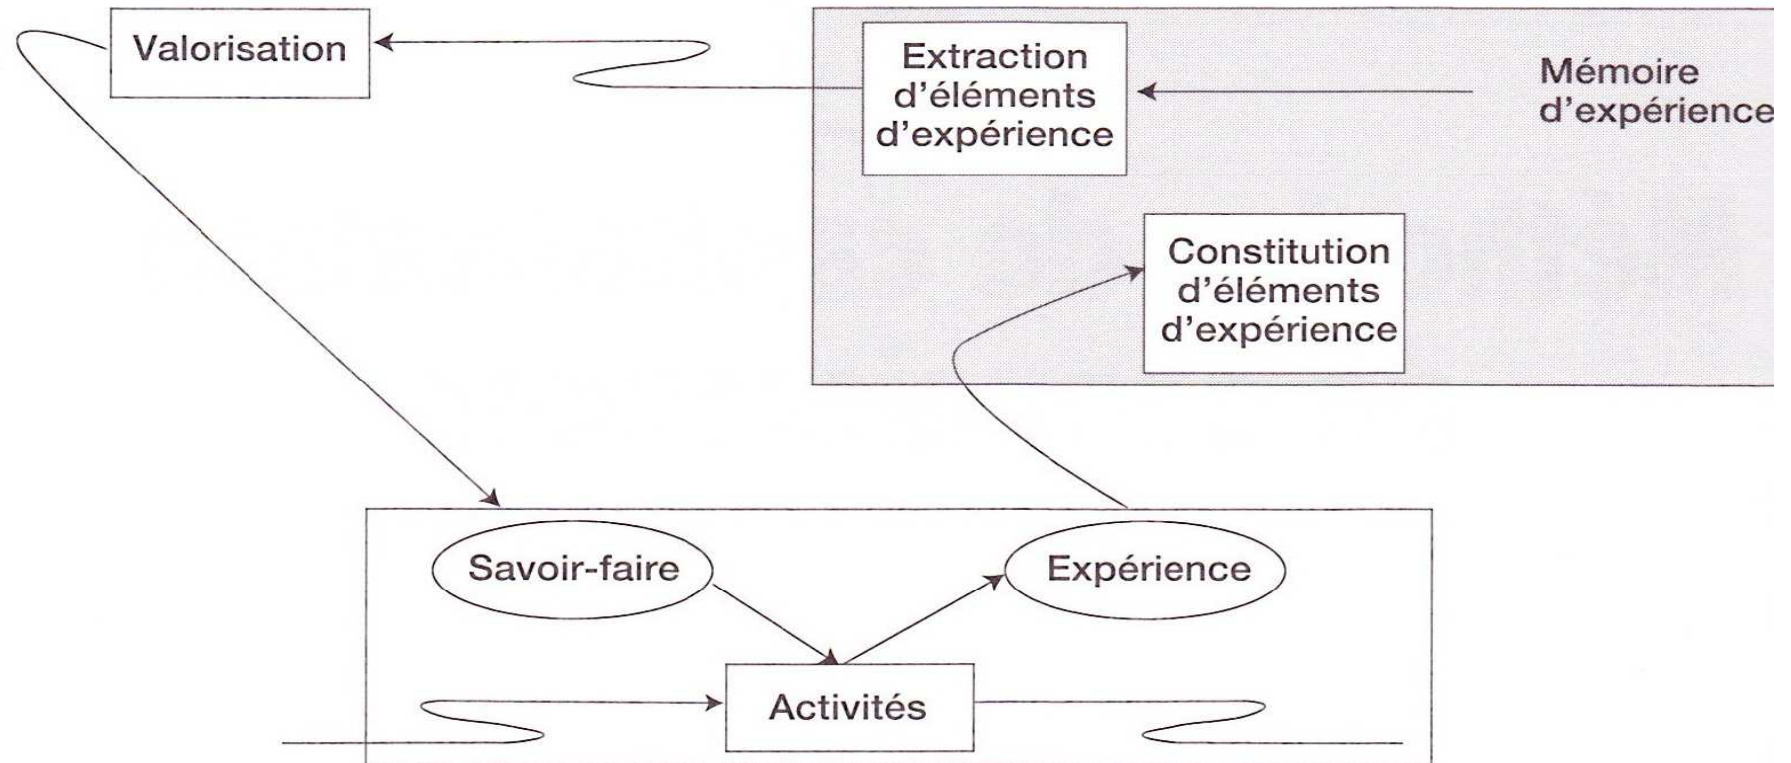 Valorisation
Extraction
d'éléments
d'expérience
Mémoire
d'expérience
Constitution
d'éléments
d'expérience
Savoir-faire
Expérience
Activités